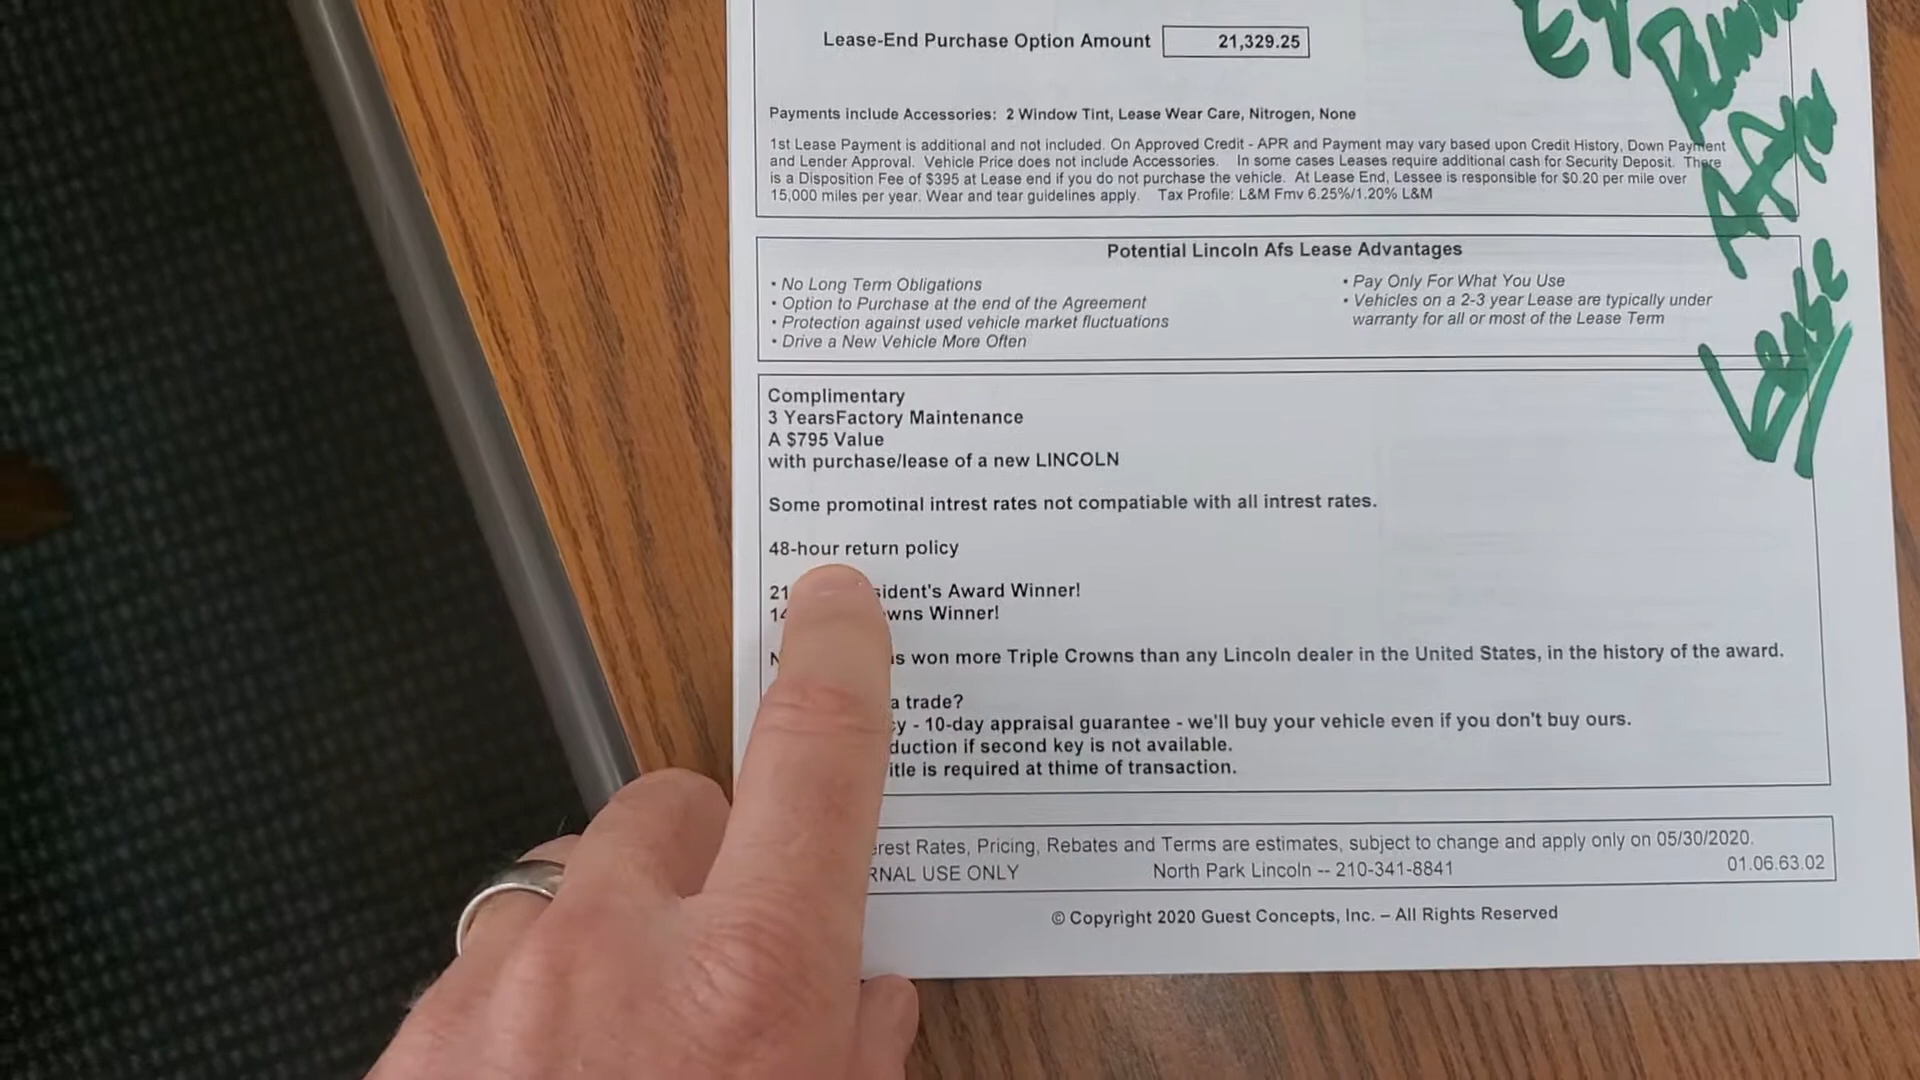 Lease-End Purchase Option Amount 21,329.25
Payments include Accessories: 2 Window Tint, Lease Wear Care, Nitrogen, None
1st Lease Payment is additional and not included. On Approved Credit - APR and Payment may vary based upon Credit History, Down Payment
and Lender Approval. Vehicle Price does not include Accessories. In some cases Leases require additional cash for Security Deposit. There
is a Disposition Fee of $395 at Lease end if you do not purchase the vehicle. At Lease End, Lessee is responsible for $0.20 per mile over
15,000 miles per year. Wear and tear guidelines apply. Tax Profile: L&M Fmv 6.25%/1.20% L&M
Potential Lincoln Afs Lease Advantages
• No Long Term Obligations
• Option to Purchase at the end of the Agreement
• Protection against used vehicle market fluctuations
• Drive a New Vehicle More Often
• Pay Only For What You Use
• Vehicles on a 2-3 year Lease are typically under
warranty for all or most of the Lease Term
Lease
Complimentary
3 YearsFactory Maintenance
A $795 Value
with purchase/lease of a new LINCOLN
Some promotinal intrest rates not compatiable with all intrest rates.
48-hour return policy
21 Award Winner!
14 Winner!
won more Triple Crowns than any Lincoln dealer in the United States, in the history of the award.
a trade?
- 10-day appraisal guarantee - we'll buy your vehicle even if you don't buy ours.
if second key is not available.
is required at thime of transaction.
Rates, Pricing, Rebates and Terms are estimates, subject to change and apply only on 05/30/2020.
USE ONLY North Park Lincoln -- 210-341-8841 01.06.63.02
© Copyright 2020 Guest Concepts, Inc. – All Rights Reserved